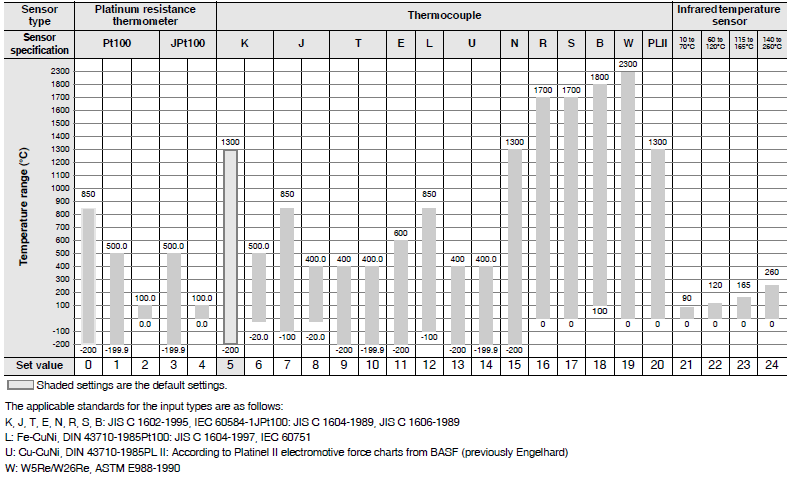 Sensor type Platinum resistance thermometer Thermocouple Infrared temperature sensor
Sensor specification Pt100 JPt100 K J T E L U N R S B W PLII 10 to 70°C 60 to 120°C 115 to 165°C 140 to 260°C
Temperature range (°C)
2300
1800
1700
1600
1500
1400
1300
1200
1100
1000
900
800
700
600
500
400
300
200
100
-100
-200
850 500.0 100.0 500.0 100.0 1300 500.0 850 400.0 400 400.0 600 850 400 400.0 1300 1700 1700 1800 2300 1300 90 120 165 260
-200 -199.9 0.0 -199.9 0.0 -200 -20.0 -100 -20.0 -200 -199.9 -200 -100 -200 -199.9 -200 0 0 100 0 0 0 0 0 0
Set value 0 1 2 3 4 5 6 7 8 9 10 11 12 13 14 15 16 17 18 19 20 21 22 23 24
Shaded settings are the default settings.
The applicable standards for the input types are as follows:
K, J, T, E, N, R, S, B: JIS C 1602-1995, IEC 60584-1JPt100: JIS C 1604-1989, JIS C 1606-1989
L: Fe-CuNi, DIN 43710-1985Pt100: JIS C 1604-1997, IEC 60751
U: Cu-CuNi, DIN 43710-1985PL II: According to Platinel II electromotive force charts from BASF (previously Engelhard)
W: W5Re/W26Re, ASTM E988-1990